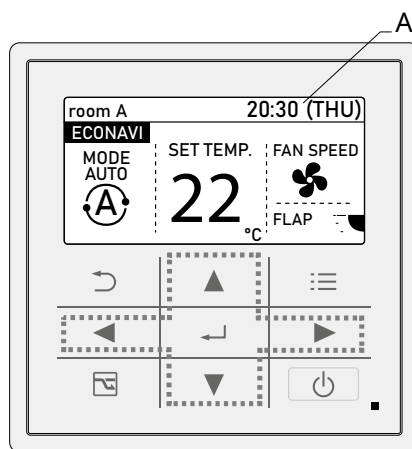 A
room A 20:30 (THU)
ECONAVI
MODE AUTO
A
SET TEMP.
22
°C
FAN SPEED
FLAP